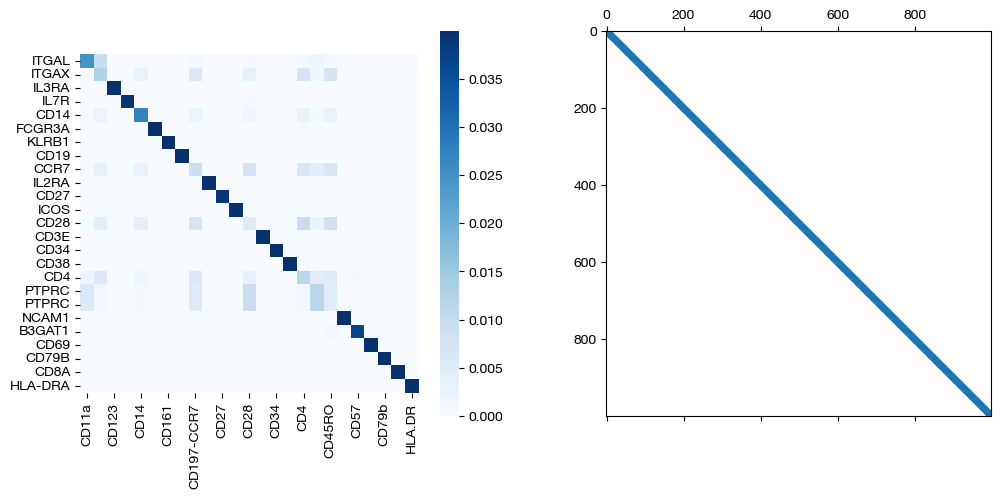 ITGAL
ITGAX
IL3RA
IL7R
CD14
FCGR3A
KLRB1
CD19
CCR7
IL2RA
CD27
ICOS
CD28
CD3E
CD34
CD38
CD4
PTPRC
PTPRC
NCAM1
B3GAT1
CD69
CD79B
CD8A
HLA-DRA
CD11a
CD123
CD14
CD161
CD197-CCR7
CD27
CD28
CD34
CD4
CD45RO
CD57
CD79b
HLA.DR
0.035
0.030
0.025
0.020
0.015
0.010
0.005
0.000
0 200 400 600 800
0
200
400
600
800